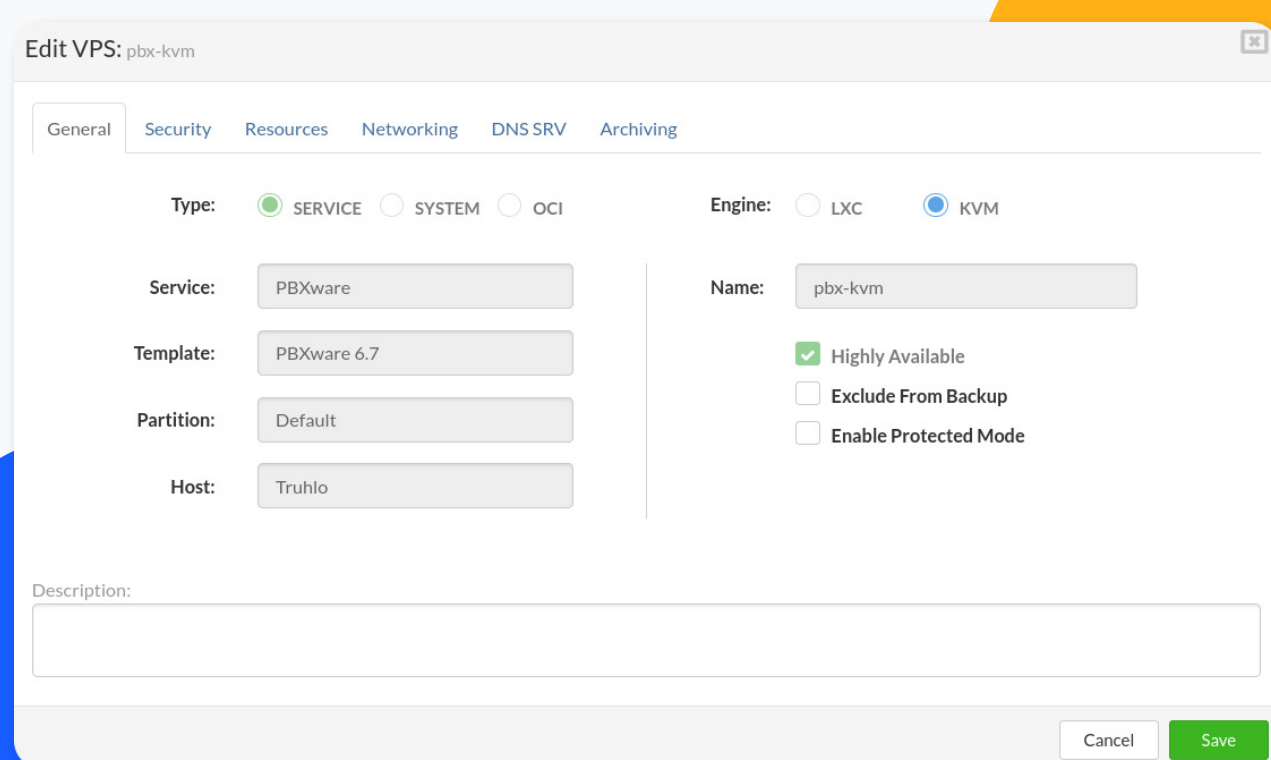 Edit VPS: pbx-kvm
General Security Resources Networking DNS SRV Archiving
Type: SERVICE SYSTEM OCI
Engine: LXC KVM
Service: PBXware
Name: pbx-kvm
Template: PBXware 6.7
Highly Available
Exclude From Backup
Partition: Default
Enable Protected Mode
Host: Truhlo
Description:
Cancel Save